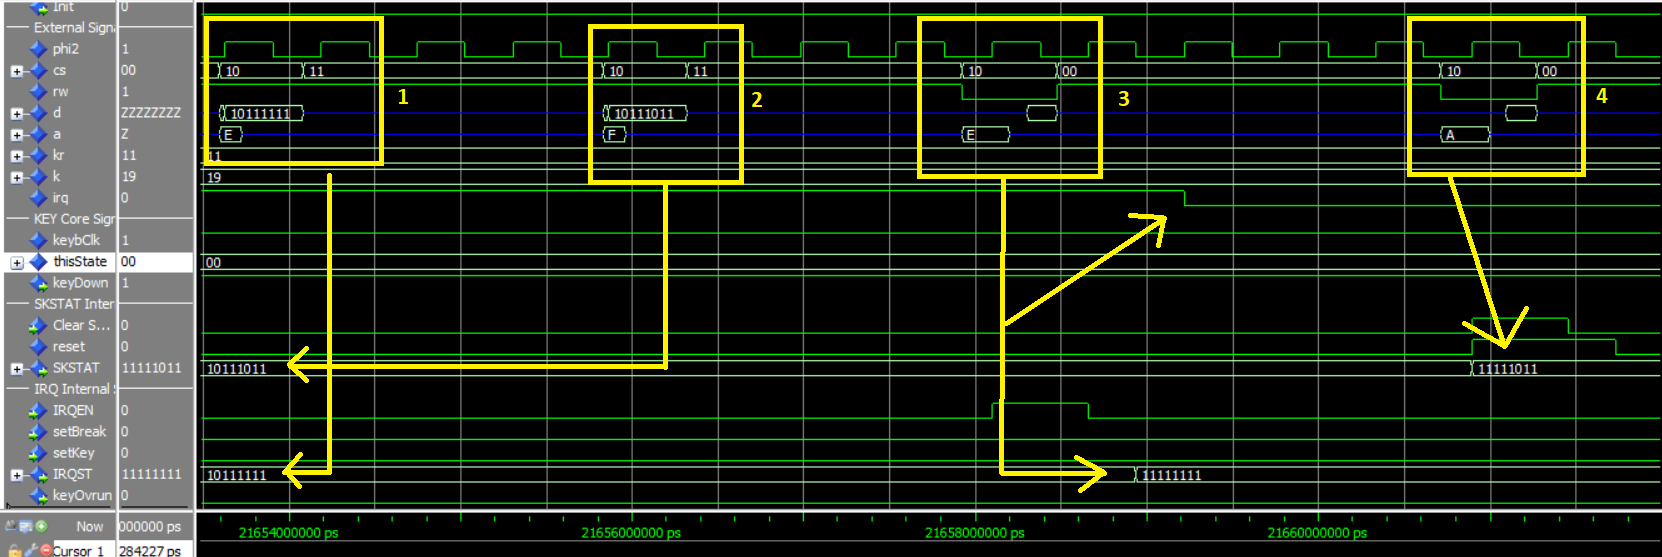 Init 0
External Signa
phi2 1
cs 00 10 11 10 11 10 00 10 00
rw 1 1 2 3 4
d ZZZZZZZZ 10111111 10111011
a Z E F E A
kr 11 11
k 19 19
irq 0
KEY Core Sigr
keybClk 1
thisState 00 00
keyDown 1
SKSTAT Inter
Clear S... 0
reset 0
SKSTAT 11111011 10111011 11111011
IRQ Internal S
IRQEN 0
setBreak 0
setKey 0
IRQST 11111111 10111111 11111111
keyOvrun 0
Now 000000 ps 21654000000 ps 21656000000 ps 21658000000 ps 21660000000 ps
Cursor 1 284227 ps